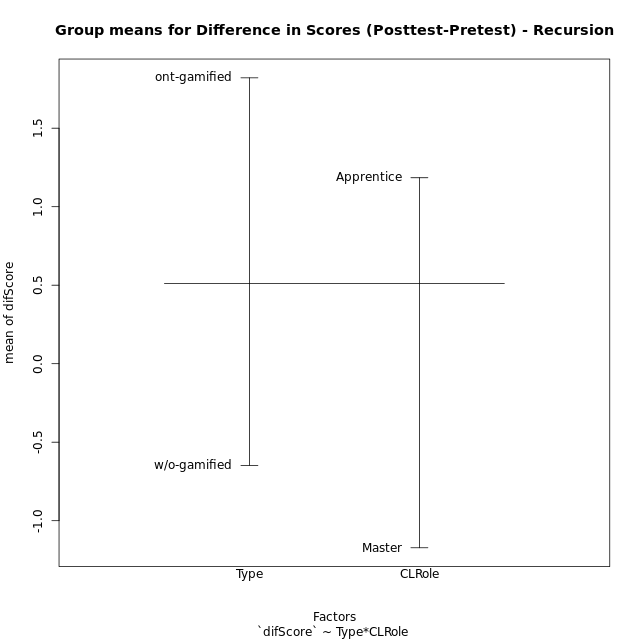 Group means for Difference in Scores (Posttest-Pretest) - Recursion
ont-gamified
Apprentice
w/o-gamified
Master
1.5
1.0
0.5
0.0
-0.5
-1.0
mean of difScore
Type
CLRole
Factors
`difScore` ~ Type*CLRole